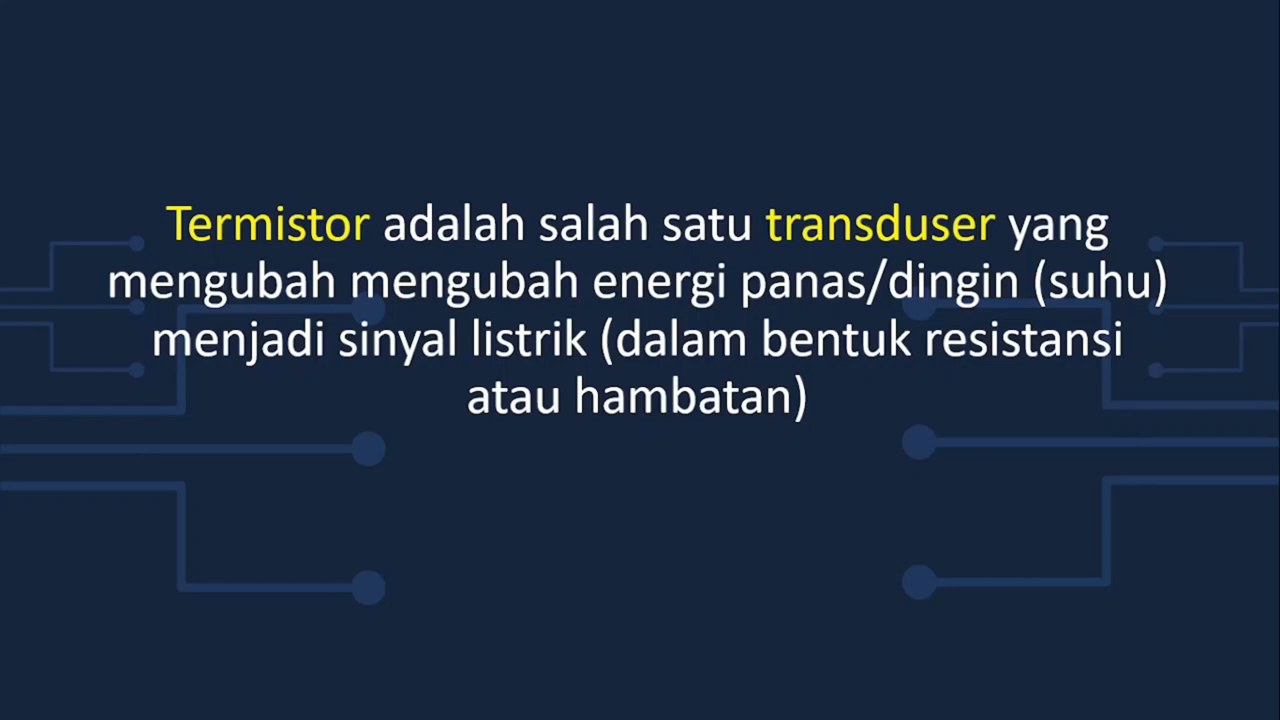 Termistor adalah salah satu transduser yang
mengubah mengubah energi panas/dingin (suhu)
menjadi sinyal listrik (dalam bentuk resistansi
atau hambatan)